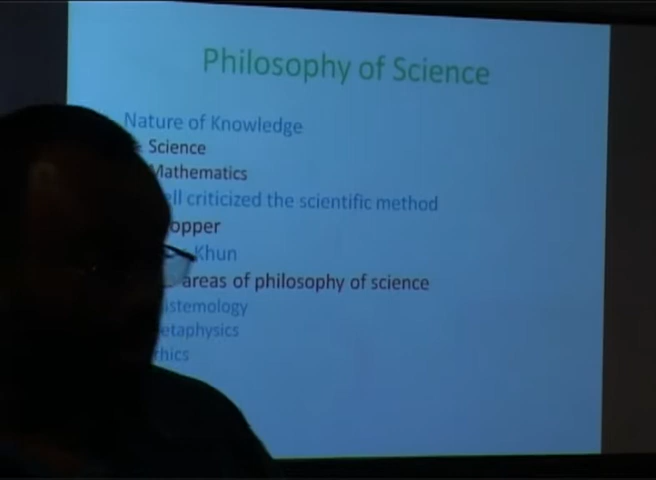 Philosophy of Science
Nature of Knowledge
Science
Mathematics
criticized the scientific method
opper
Khun
areas of philosophy of science
istemology
etaphysics
hics